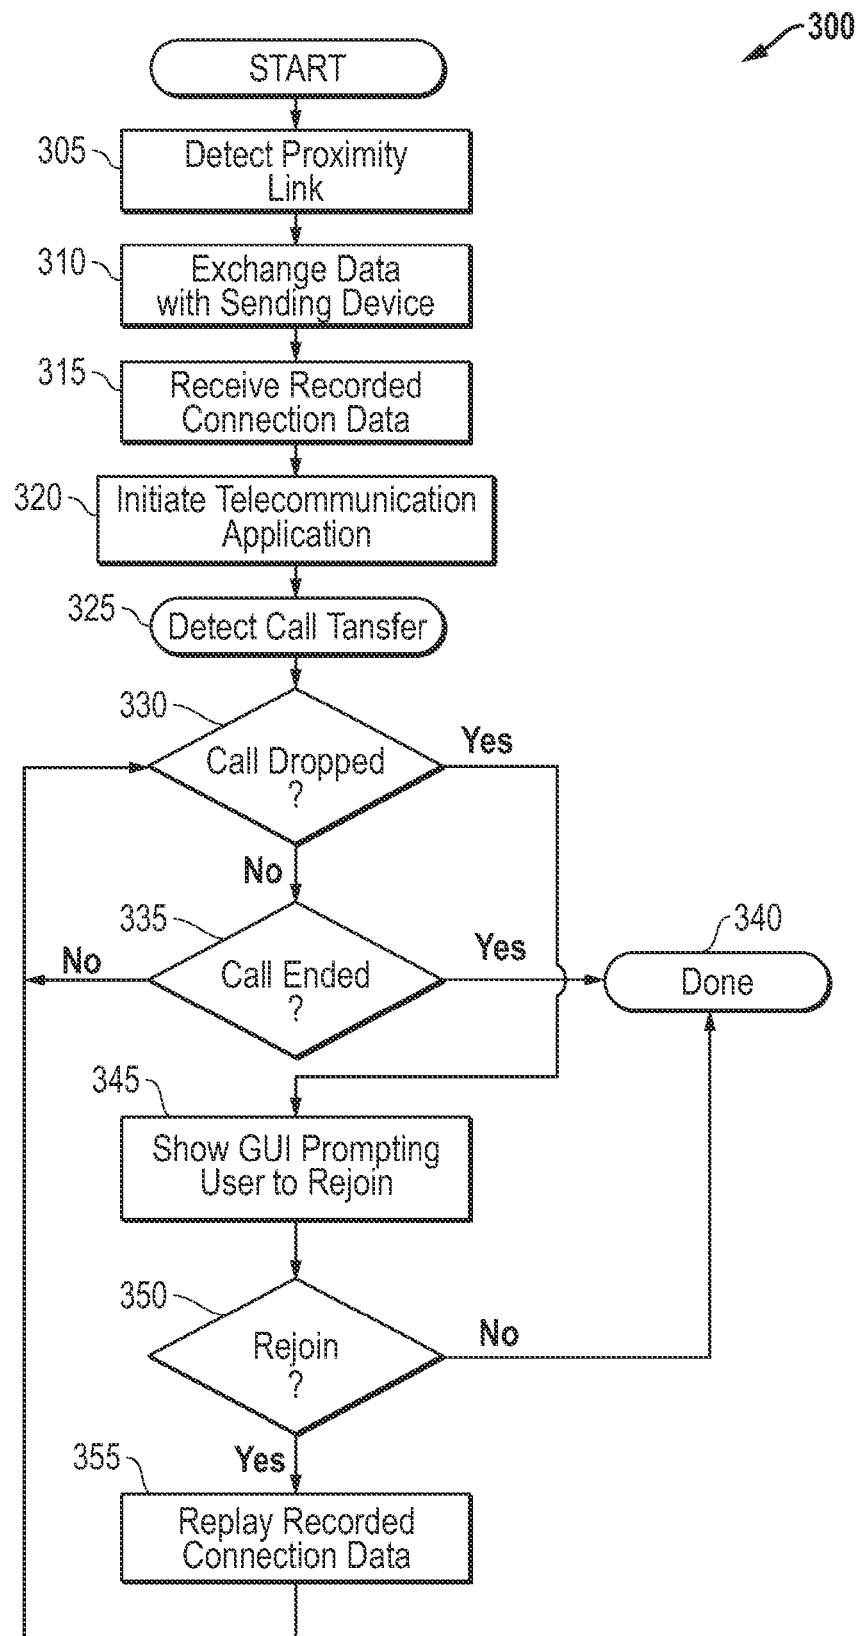 300
START
305
Detect Proximity
Link
310
Exchange Data
with Sending Device
315
Receive Recorded
Connection Data
320
Initiate Telecommunication
Application
325
Detect Call Tansfer
330
Call Dropped
?
Yes
No
335
Call Ended
?
No
Yes
340
Done
345
Show GUI Prompting
User to Rejoin
350
Rejoin
?
No
Yes
355
Replay Recorded
Connection Data